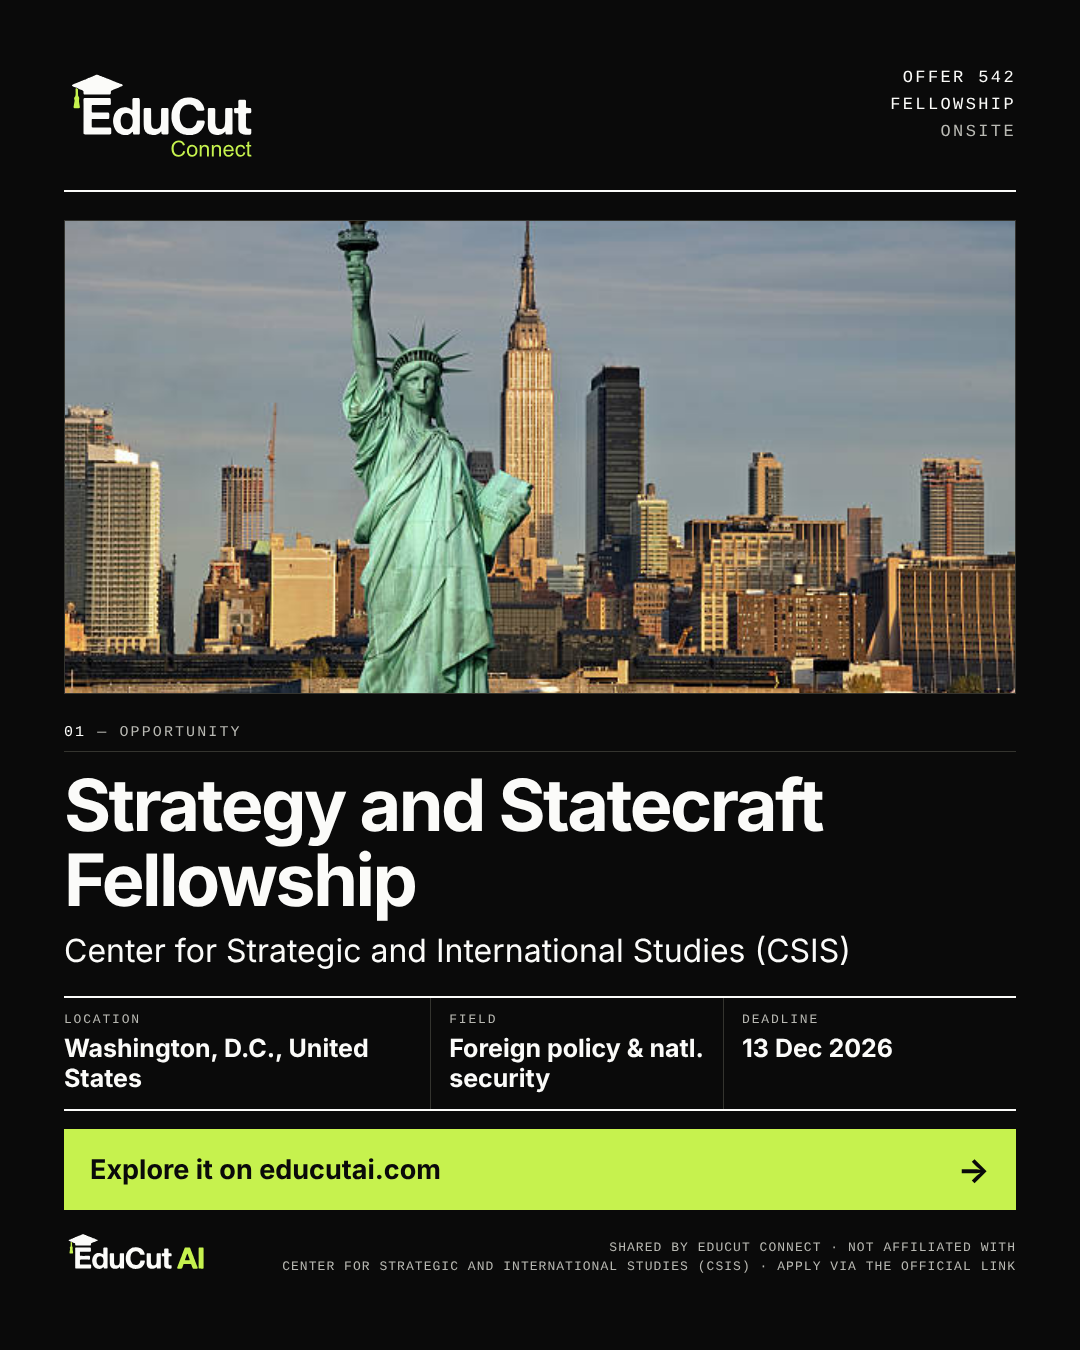 EduCut
Connect
OFFER 542
FELLOWSHIP
ONSITE
01 — OPPORTUNITY
Strategy and Statecraft
Fellowship
Center for Strategic and International Studies (CSIS)
LOCATION
Washington, D.C., United
States
FIELD
Foreign policy & natl.
security
DEADLINE
13 Dec 2026
Explore it on educutai.com →
EduCut AI
SHARED BY EDUCUT CONNECT · NOT AFFILIATED WITH
CENTER FOR STRATEGIC AND INTERNATIONAL STUDIES (CSIS) · APPLY VIA THE OFFICIAL LINK